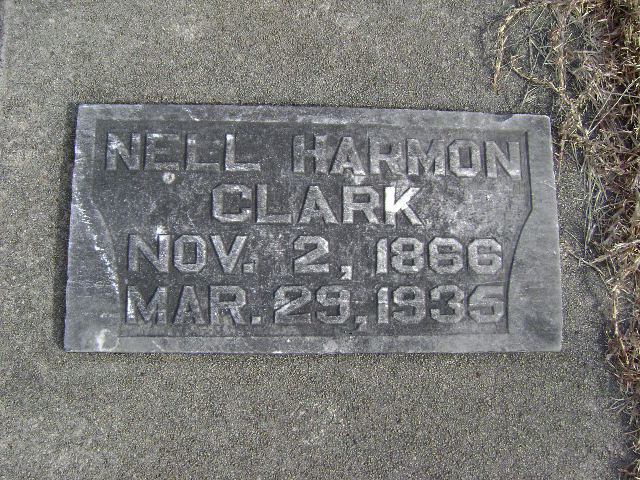 NELL HARMON
CLARK
NOV. 2, 1886
MAR. 29, 1935